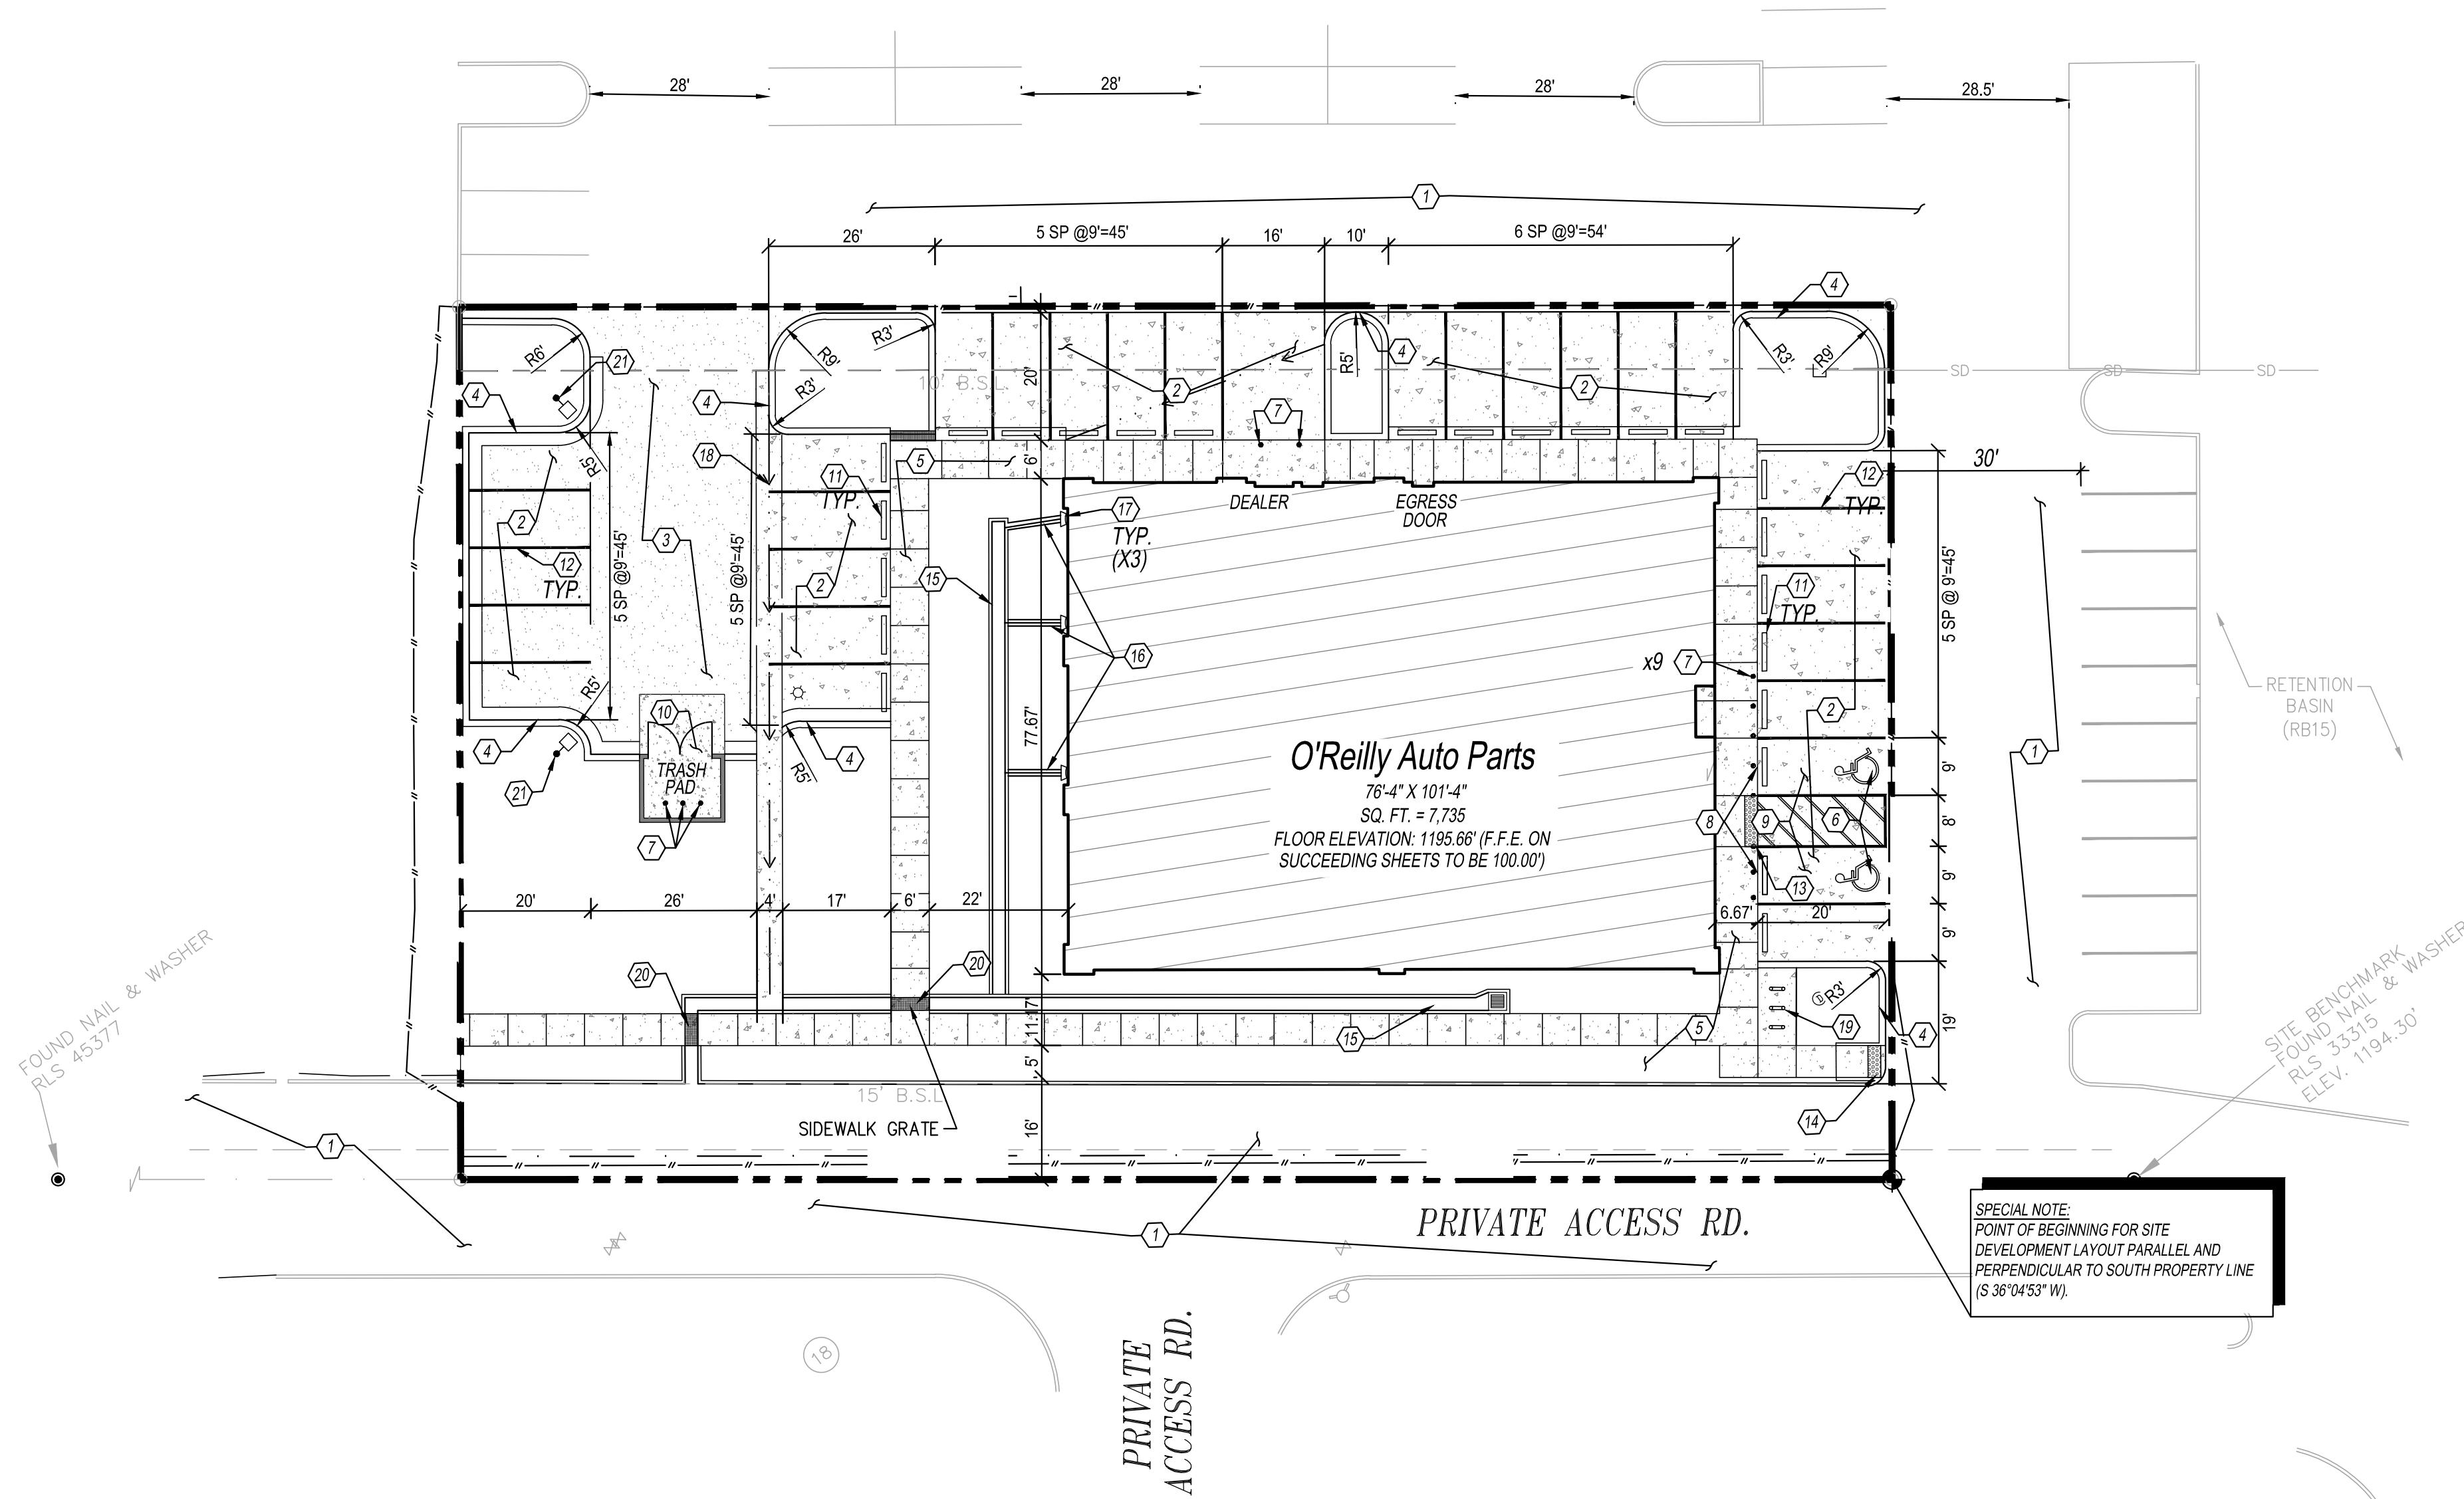 28'
28'
28'
28.5'
1
26'
5 SP @9'=45'
16'
10'
6 SP @9'=54'
4
R6'
21
R9'
R3'
R3'
10' B.S.L.
20'
2
R5'
4
2
R3'
R9'
SD
SD
SD
4
4
7
18
5
6'
11
TYP.
R5'
30'
12
TYP.
DEALER
EGRESS
DOOR
17
TYP.
(X3)
2
3
12
TYP.
5 SP @9'=45'
5 SP @9'=45'
2
15
11
TYP.
5 SP @9'=45'
16
x9
7
RETENTION
BASIN
(RB15)
R5'
10
77.67'
2
4
21
TRASH
PAD
7
R5'
4
O'Reilly Auto Parts
76'-4" X 101'-4"
SQ. FT. = 7,735
FLOOR ELEVATION: 1195.66' (F.F.E. ON
SUCCEEDING SHEETS TO BE 100.00')
1
9'
8
9
6
8'
13
9'
20'
26'
4'
17'
6'
22'
6.67'
20'
9'
FOUND NAIL & WASHER
RLS 45377
20
20
R3'
D
19
4
19'
SITE BENCHMARK
FOUND NAIL & WASHER
RLS 33315
ELEV. 1194.30'
11.17'
15
5
5'
15' B.S.L
14
SIDEWALK GRATE
16'
1
1
PRIVATE ACCESS RD.
SPECIAL NOTE:
POINT OF BEGINNING FOR SITE
DEVELOPMENT LAYOUT PARALLEL AND
PERPENDICULAR TO SOUTH PROPERTY LINE
(S 36°04'53" W).
18
PRIVATE
ACCESS RD.